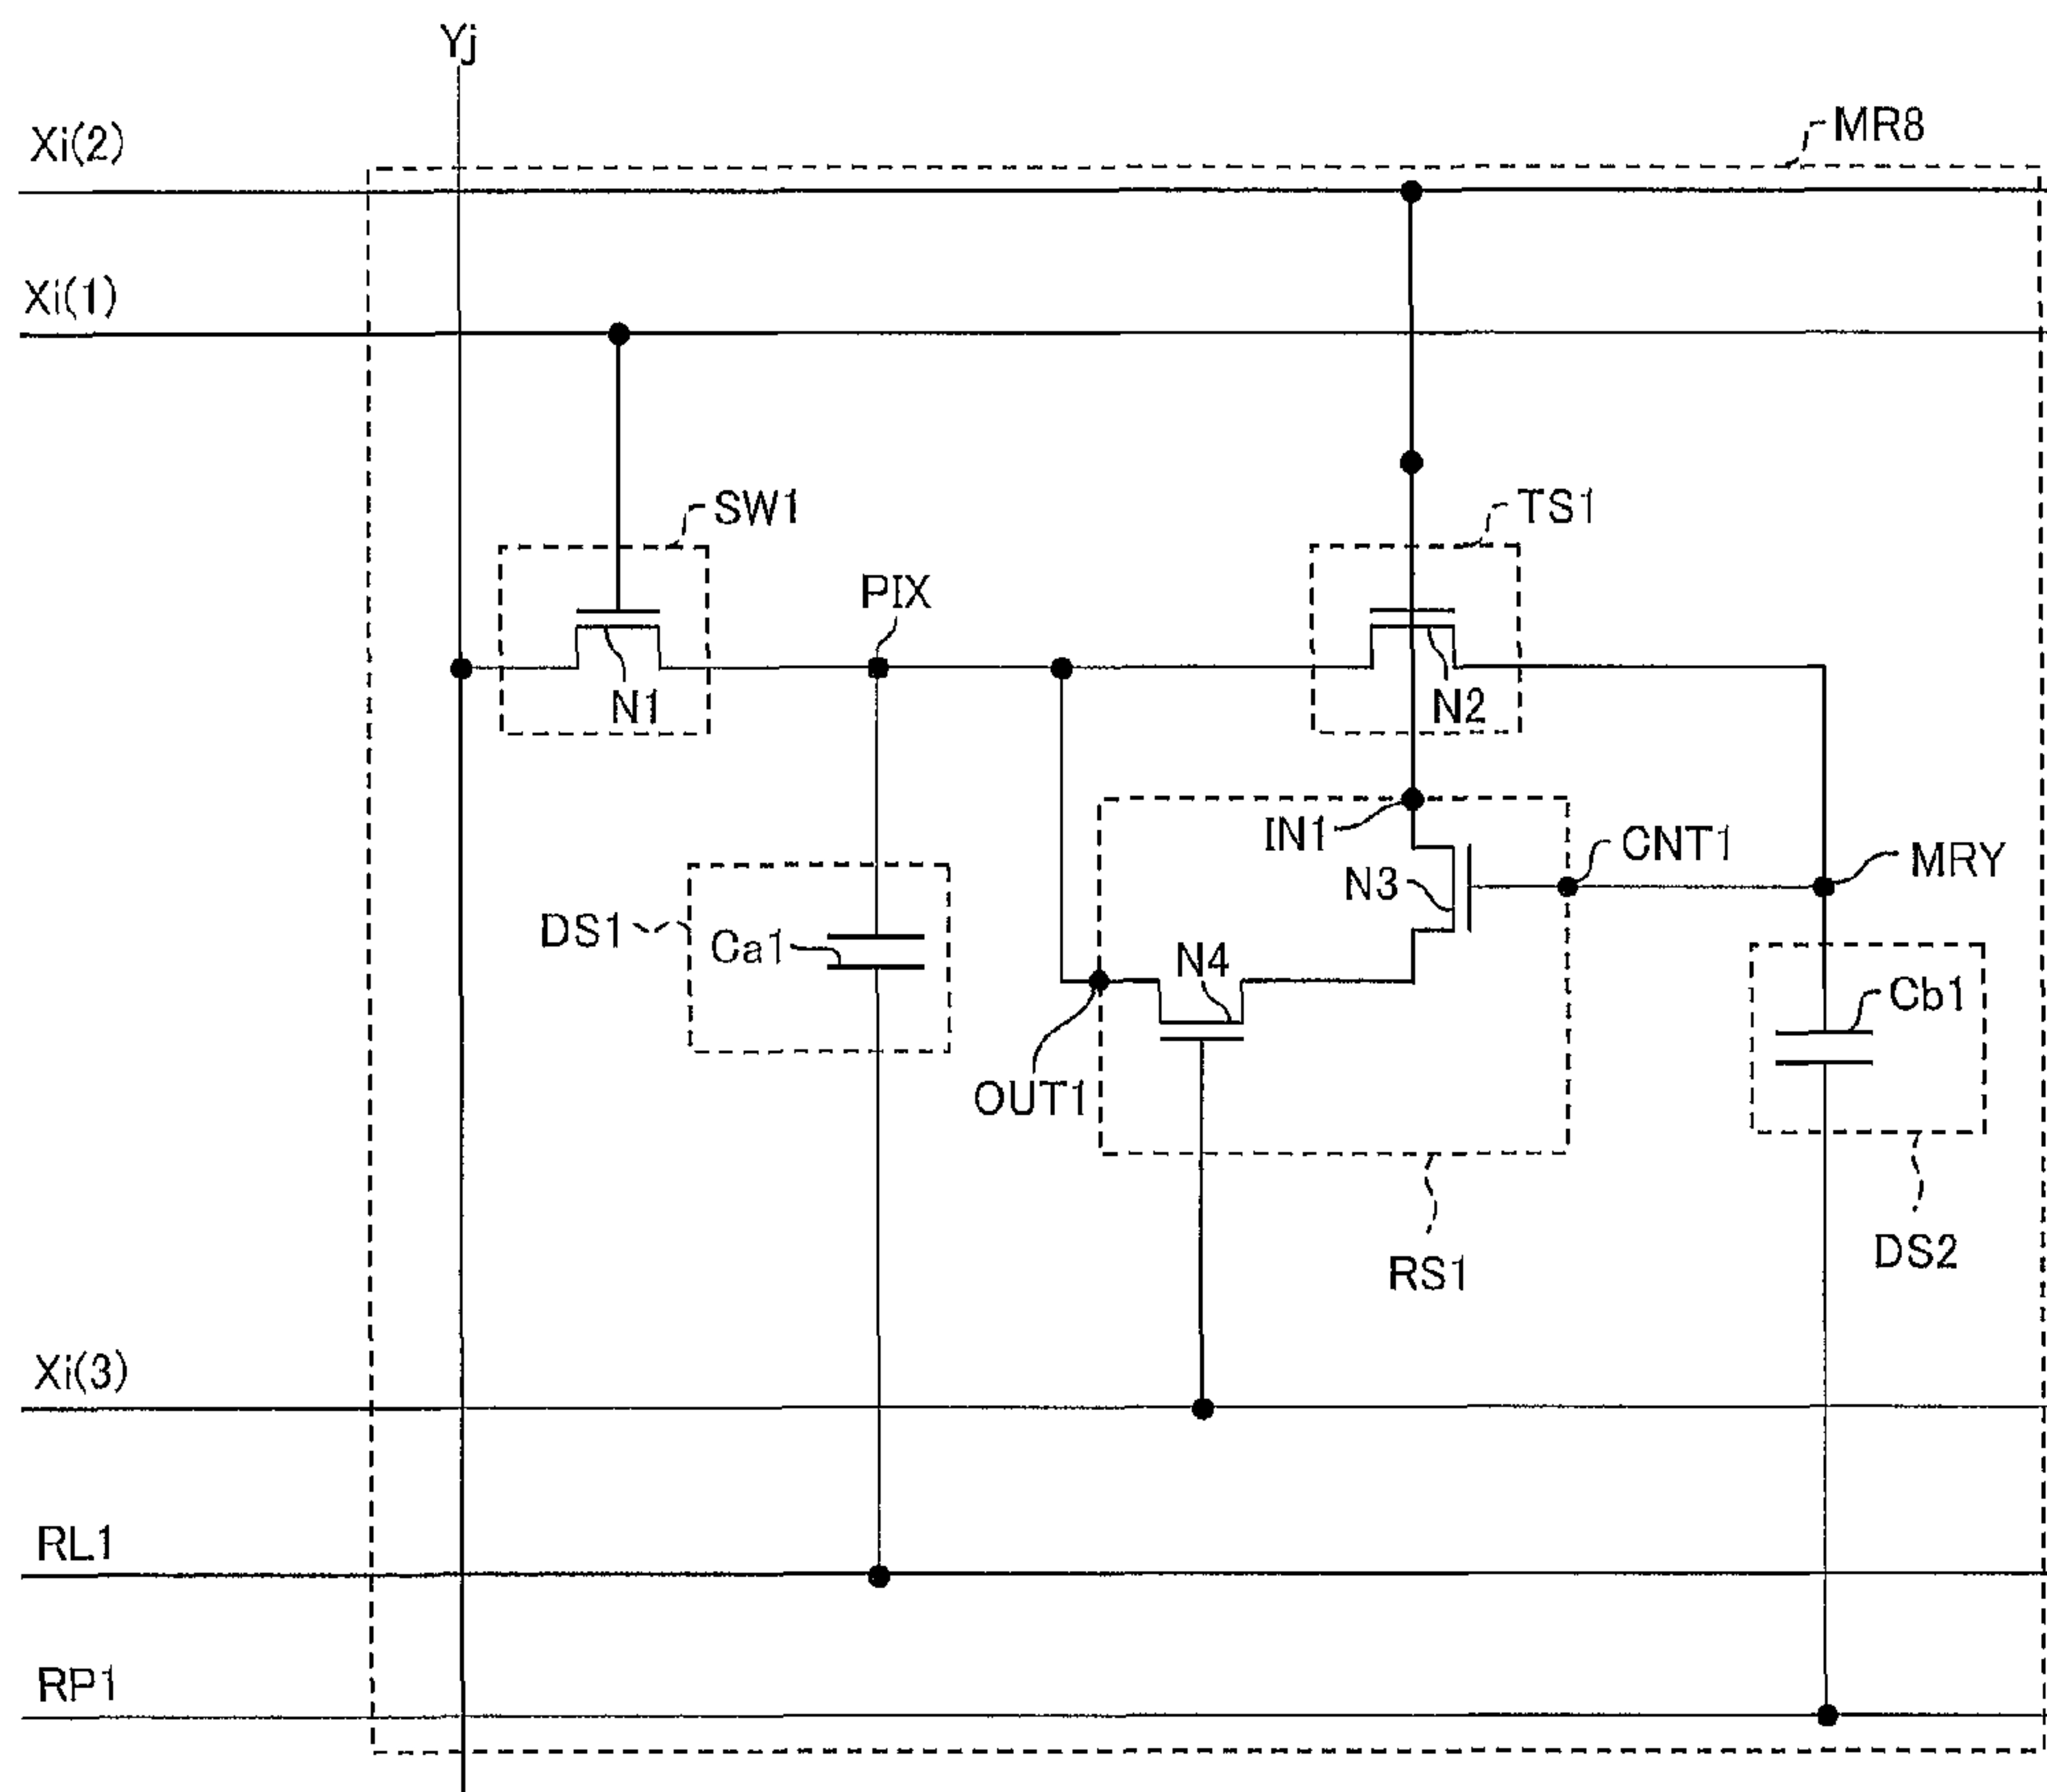 Yj
MR8
Xi(2)
Xi(1)
SW1
TS1
PIX
N1
N2
IN1
CNT1
MRY
N3
DS1
Ca1
N4
Cb1
OUT1
RS1
DS2
Xi(3)
RL1
RP1